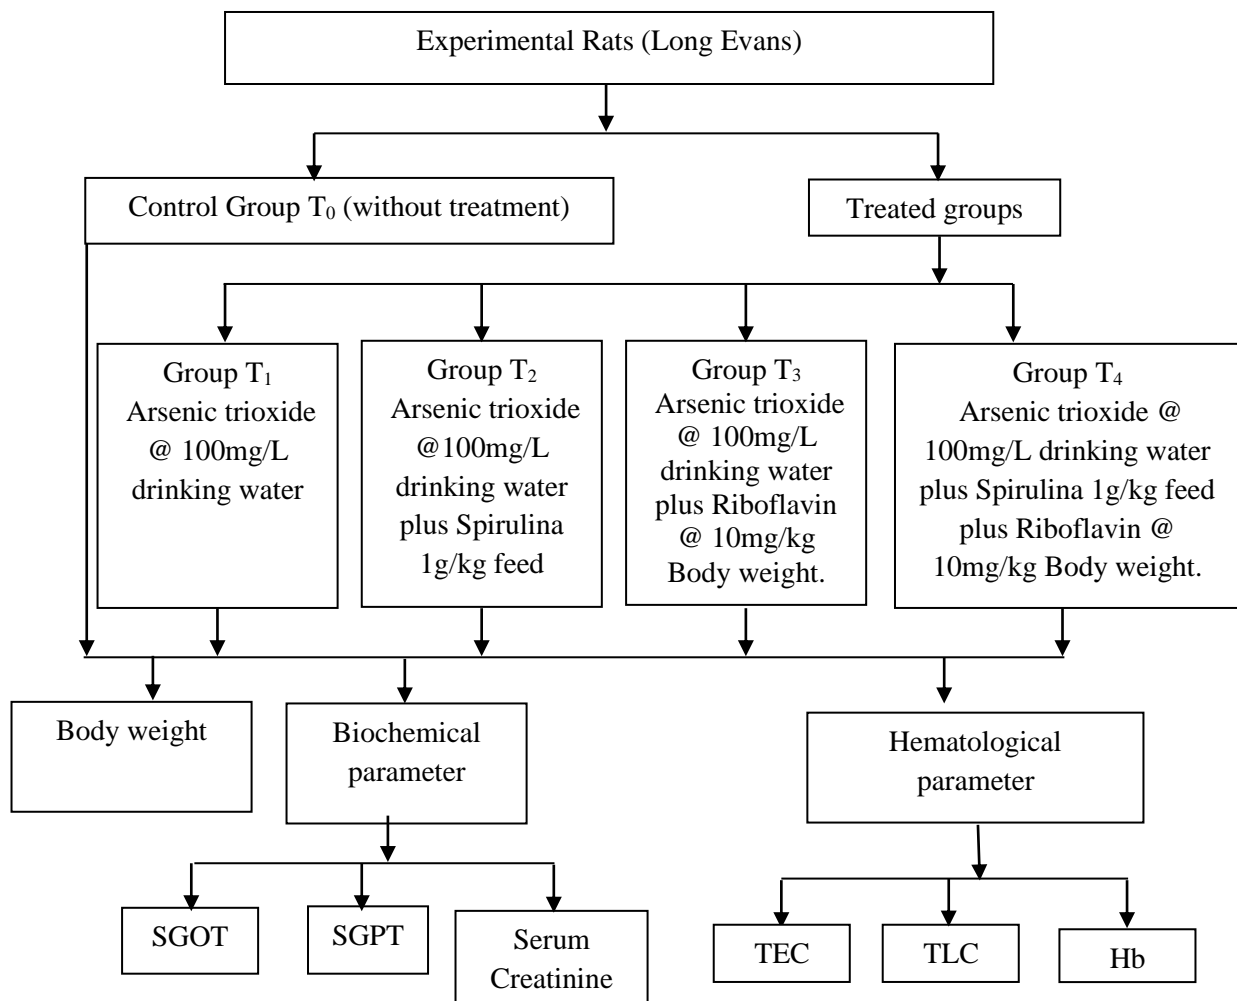 Experimental Rats (Long Evans)
Control Group T₀ (without treatment)
Treated groups
Group T₁
Arsenic trioxide
@ 100mg/L
drinking water
Group T₂
Arsenic trioxide
@100mg/L
drinking water
plus Spirulina
1g/kg feed
Group T₃
Arsenic trioxide
@ 100mg/L
drinking water
plus Riboflavin
@ 10mg/kg
Body weight.
Group T₄
Arsenic trioxide @
100mg/L drinking water
plus Spirulina 1g/kg feed
plus Riboflavin @
10mg/kg Body weight.
Body weight
Biochemical
parameter
Hematological
parameter
SGOT
SGPT
Serum
Creatinine
TEC
TLC
Hb